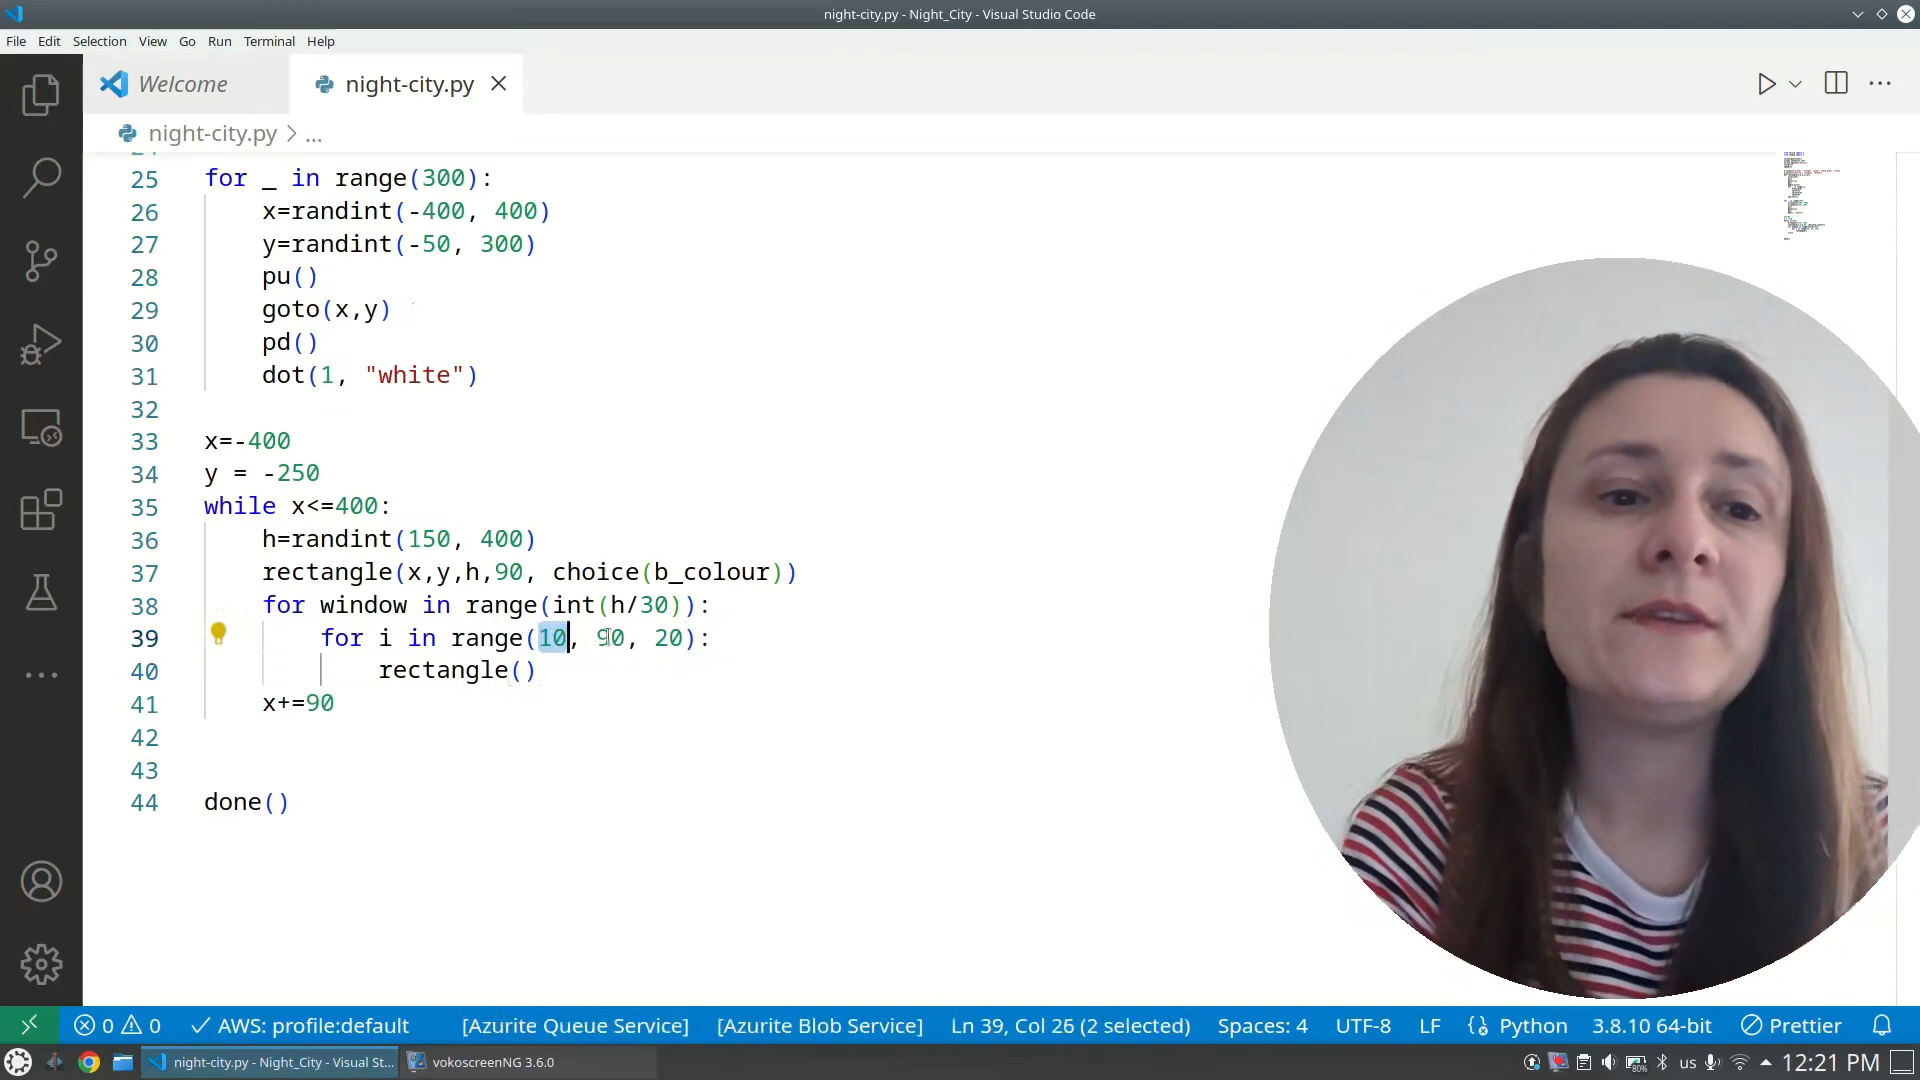 night-city.py - Night_City - Visual Studio Code
File Edit Selection View Go Run Terminal Help
Welcome night-city.py
night-city.py > ...
25 for _ in range(300):
26 x=randint(-400, 400)
27 y=randint(-50, 300)
28 pu()
29 goto(x,y)
30 pd()
31 dot(1, "white")
32
33 x=-400
34 y = -250
35 while x<=400:
36 h=randint(150, 400)
37 rectangle(x,y,h,90, choice(b_colour))
38 for window in range(int(h/30)):
39 for i in range(10, 90, 20):
40 rectangle()
41 x+=90
42
43
44 done()
0 0 AWS: profile:default [Azurite Queue Service] [Azurite Blob Service] Ln 39, Col 26 (2 selected) Spaces: 4 UTF-8 LF Python 3.8.10 64-bit Prettier
night-city.py - Night_City - Visual St... vokoscreenNG 3.6.0 80% us 12:21 PM